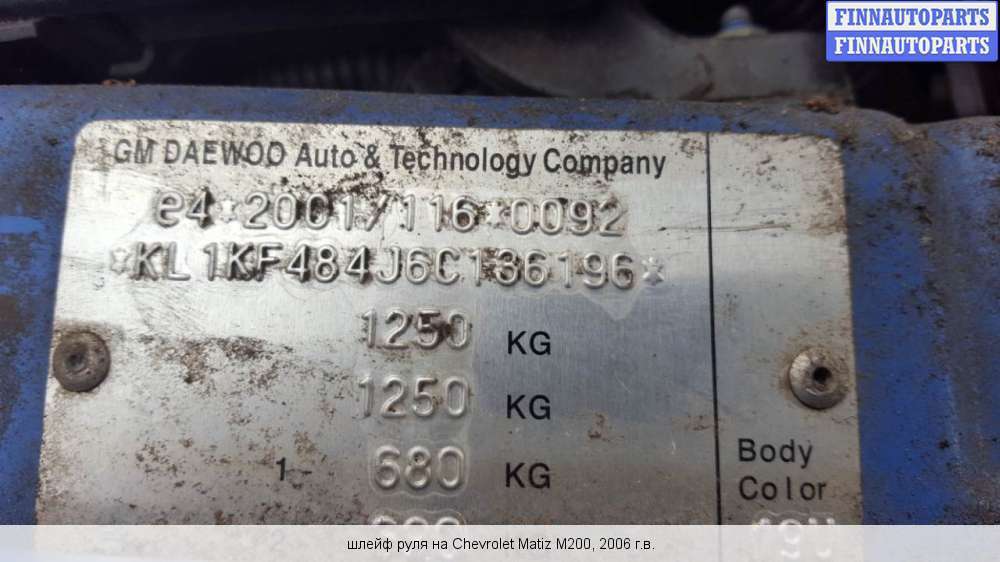 FINNAUTOPARTS
FINNAUTOPARTS
GM DAEWOO Auto & Technology Company
e4*2001/116*0092
*KL1KF484J6C136196*
1250 KG
1250 KG
1- 680 KG
Body
Color
шлейф руля на Chevrolet Matiz M200, 2006 г.в.